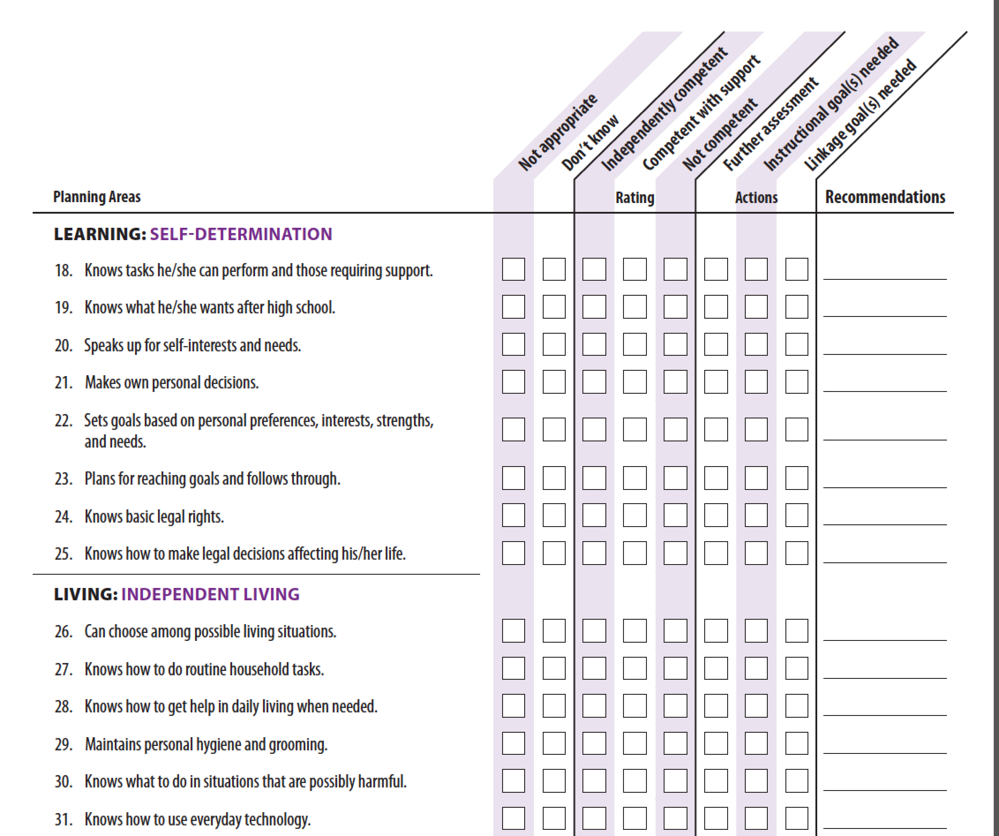 Not appropriate
Don't know
Independently competent
Competent with support
Not competent
Further assessment
Instructional goal(s) needed
Linkage goal(s) needed
Planning Areas Rating Actions Recommendations
LEARNING: SELF-DETERMINATION
18. Knows tasks he/she can perform and those requiring support.
19. Knows what he/she wants after high school.
20. Speaks up for self-interests and needs.
21. Makes own personal decisions.
22. Sets goals based on personal preferences, interests, strengths,
and needs.
23. Plans for reaching goals and follows through.
24. Knows basic legal rights.
25. Knows how to make legal decisions affecting his/her life.
LIVING: INDEPENDENT LIVING
26. Can choose among possible living situations.
27. Knows how to do routine household tasks.
28. Knows how to get help in daily living when needed.
29. Maintains personal hygiene and grooming.
30. Knows what to do in situations that are possibly harmful.
31. Knows how to use everyday technology.